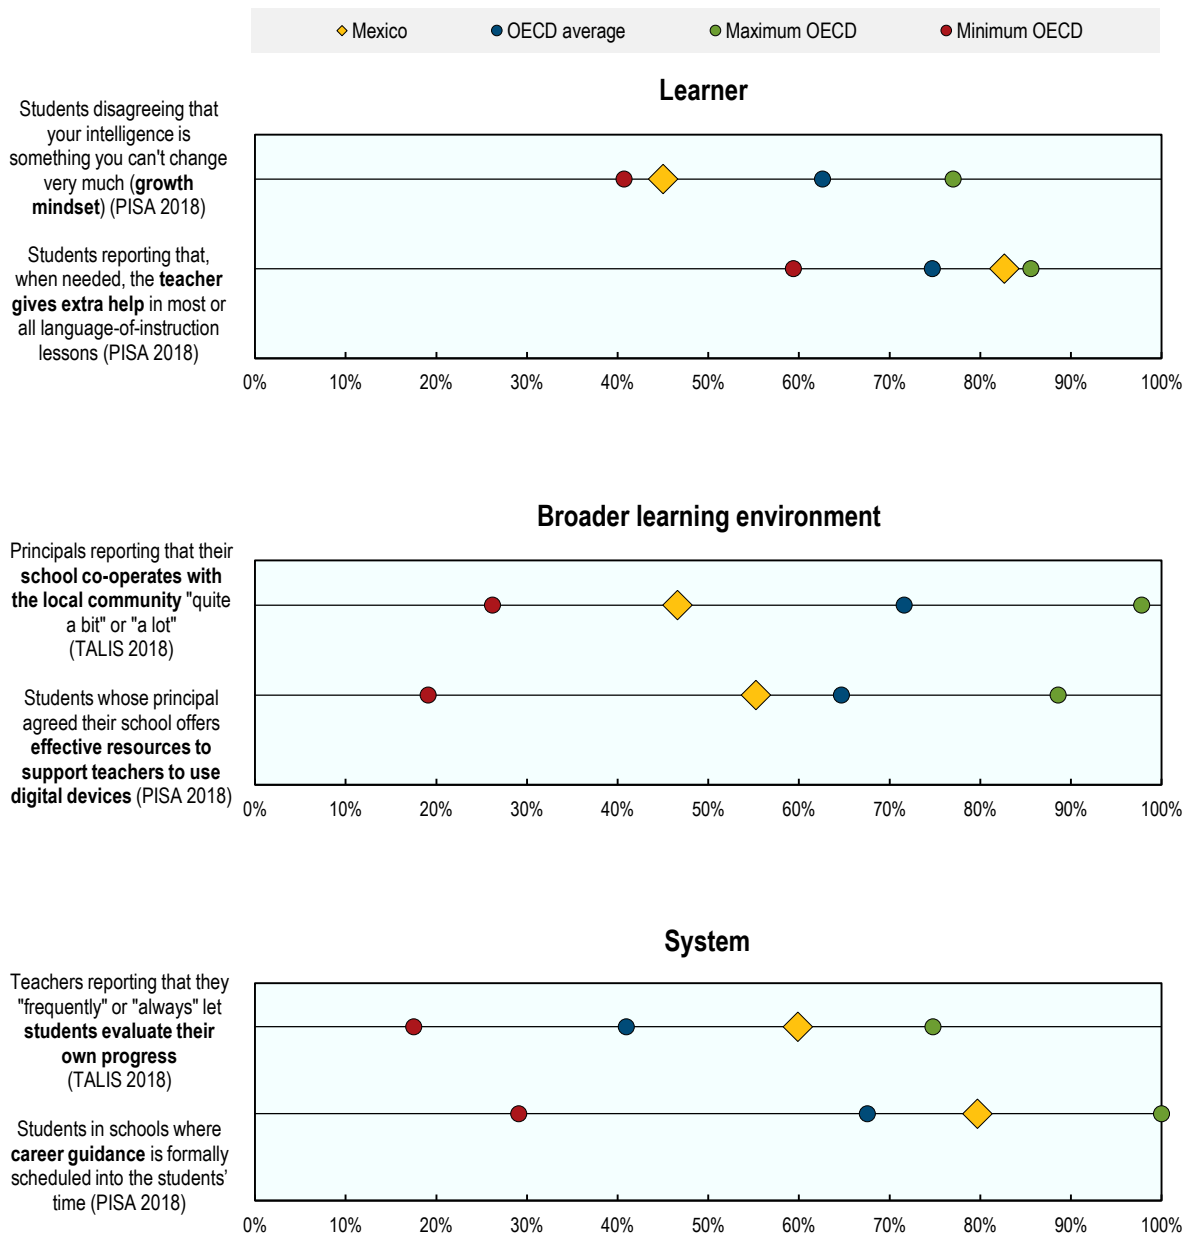 Mexico OECD average Maximum OECD Minimum OECD
Learner
Students disagreeing that
your intelligence is
something you can't change
very much (growth
mindset) (PISA 2018)
Students reporting that,
when needed, the teacher
gives extra help in most or
all language-of-instruction
lessons (PISA 2018)
0% 10% 20% 30% 40% 50% 60% 70% 80% 90% 100%
Broader learning environment
Principals reporting that their
school co-operates with
the local community "quite
a bit" or "a lot"
(TALIS 2018)
Students whose principal
agreed their school offers
effective resources to
support teachers to use
digital devices (PISA 2018)
0% 10% 20% 30% 40% 50% 60% 70% 80% 90% 100%
System
Teachers reporting that they
"frequently" or "always" let
students evaluate their
own progress
(TALIS 2018)
Students in schools where
career guidance is formally
scheduled into the students’
time (PISA 2018)
0% 10% 20% 30% 40% 50% 60% 70% 80% 90% 100%